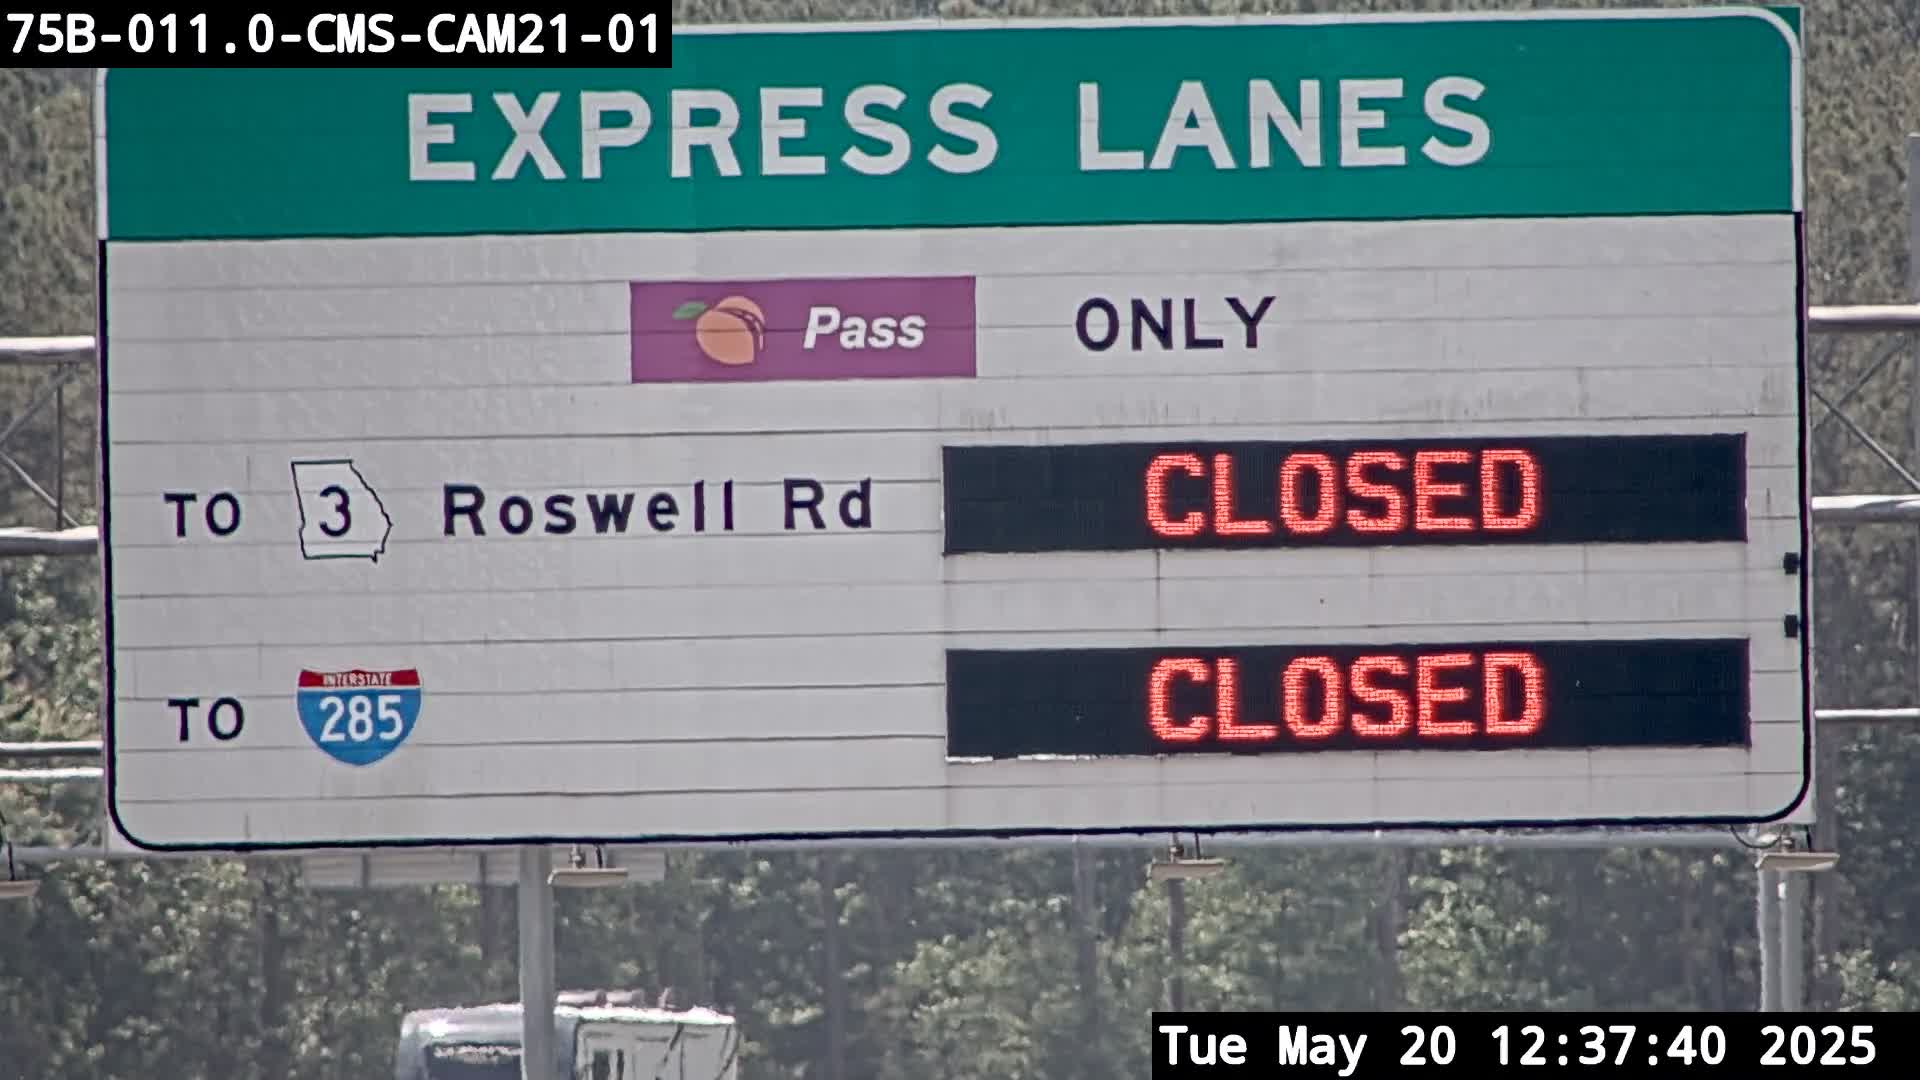 75B-011.0-CMS-CAM21-01
EXPRESS LANES
Pass ONLY
TO 3 Roswell Rd CLOSED
TO INTERSTATE 285 CLOSED
Tue May 20 12:37:40 2025